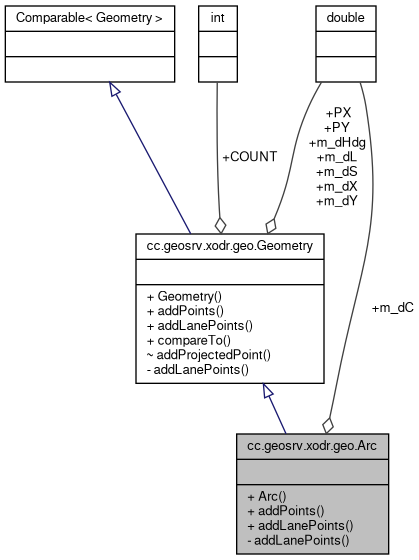 Comparable< Geometry >
int
double
+COUNT
+PX
+PY
+m_dHdg
+m_dL
+m_dS
+m_dX
+m_dY
cc.geosrv.xodr.geo.Geometry
+ Geometry()
+ addPoints()
+ addLanePoints()
+ compareTo()
~ addProjectedPoint()
- addLanePoints()
+m_dC
cc.geosrv.xodr.geo.Arc
+ Arc()
+ addPoints()
+ addLanePoints()
- addLanePoints()